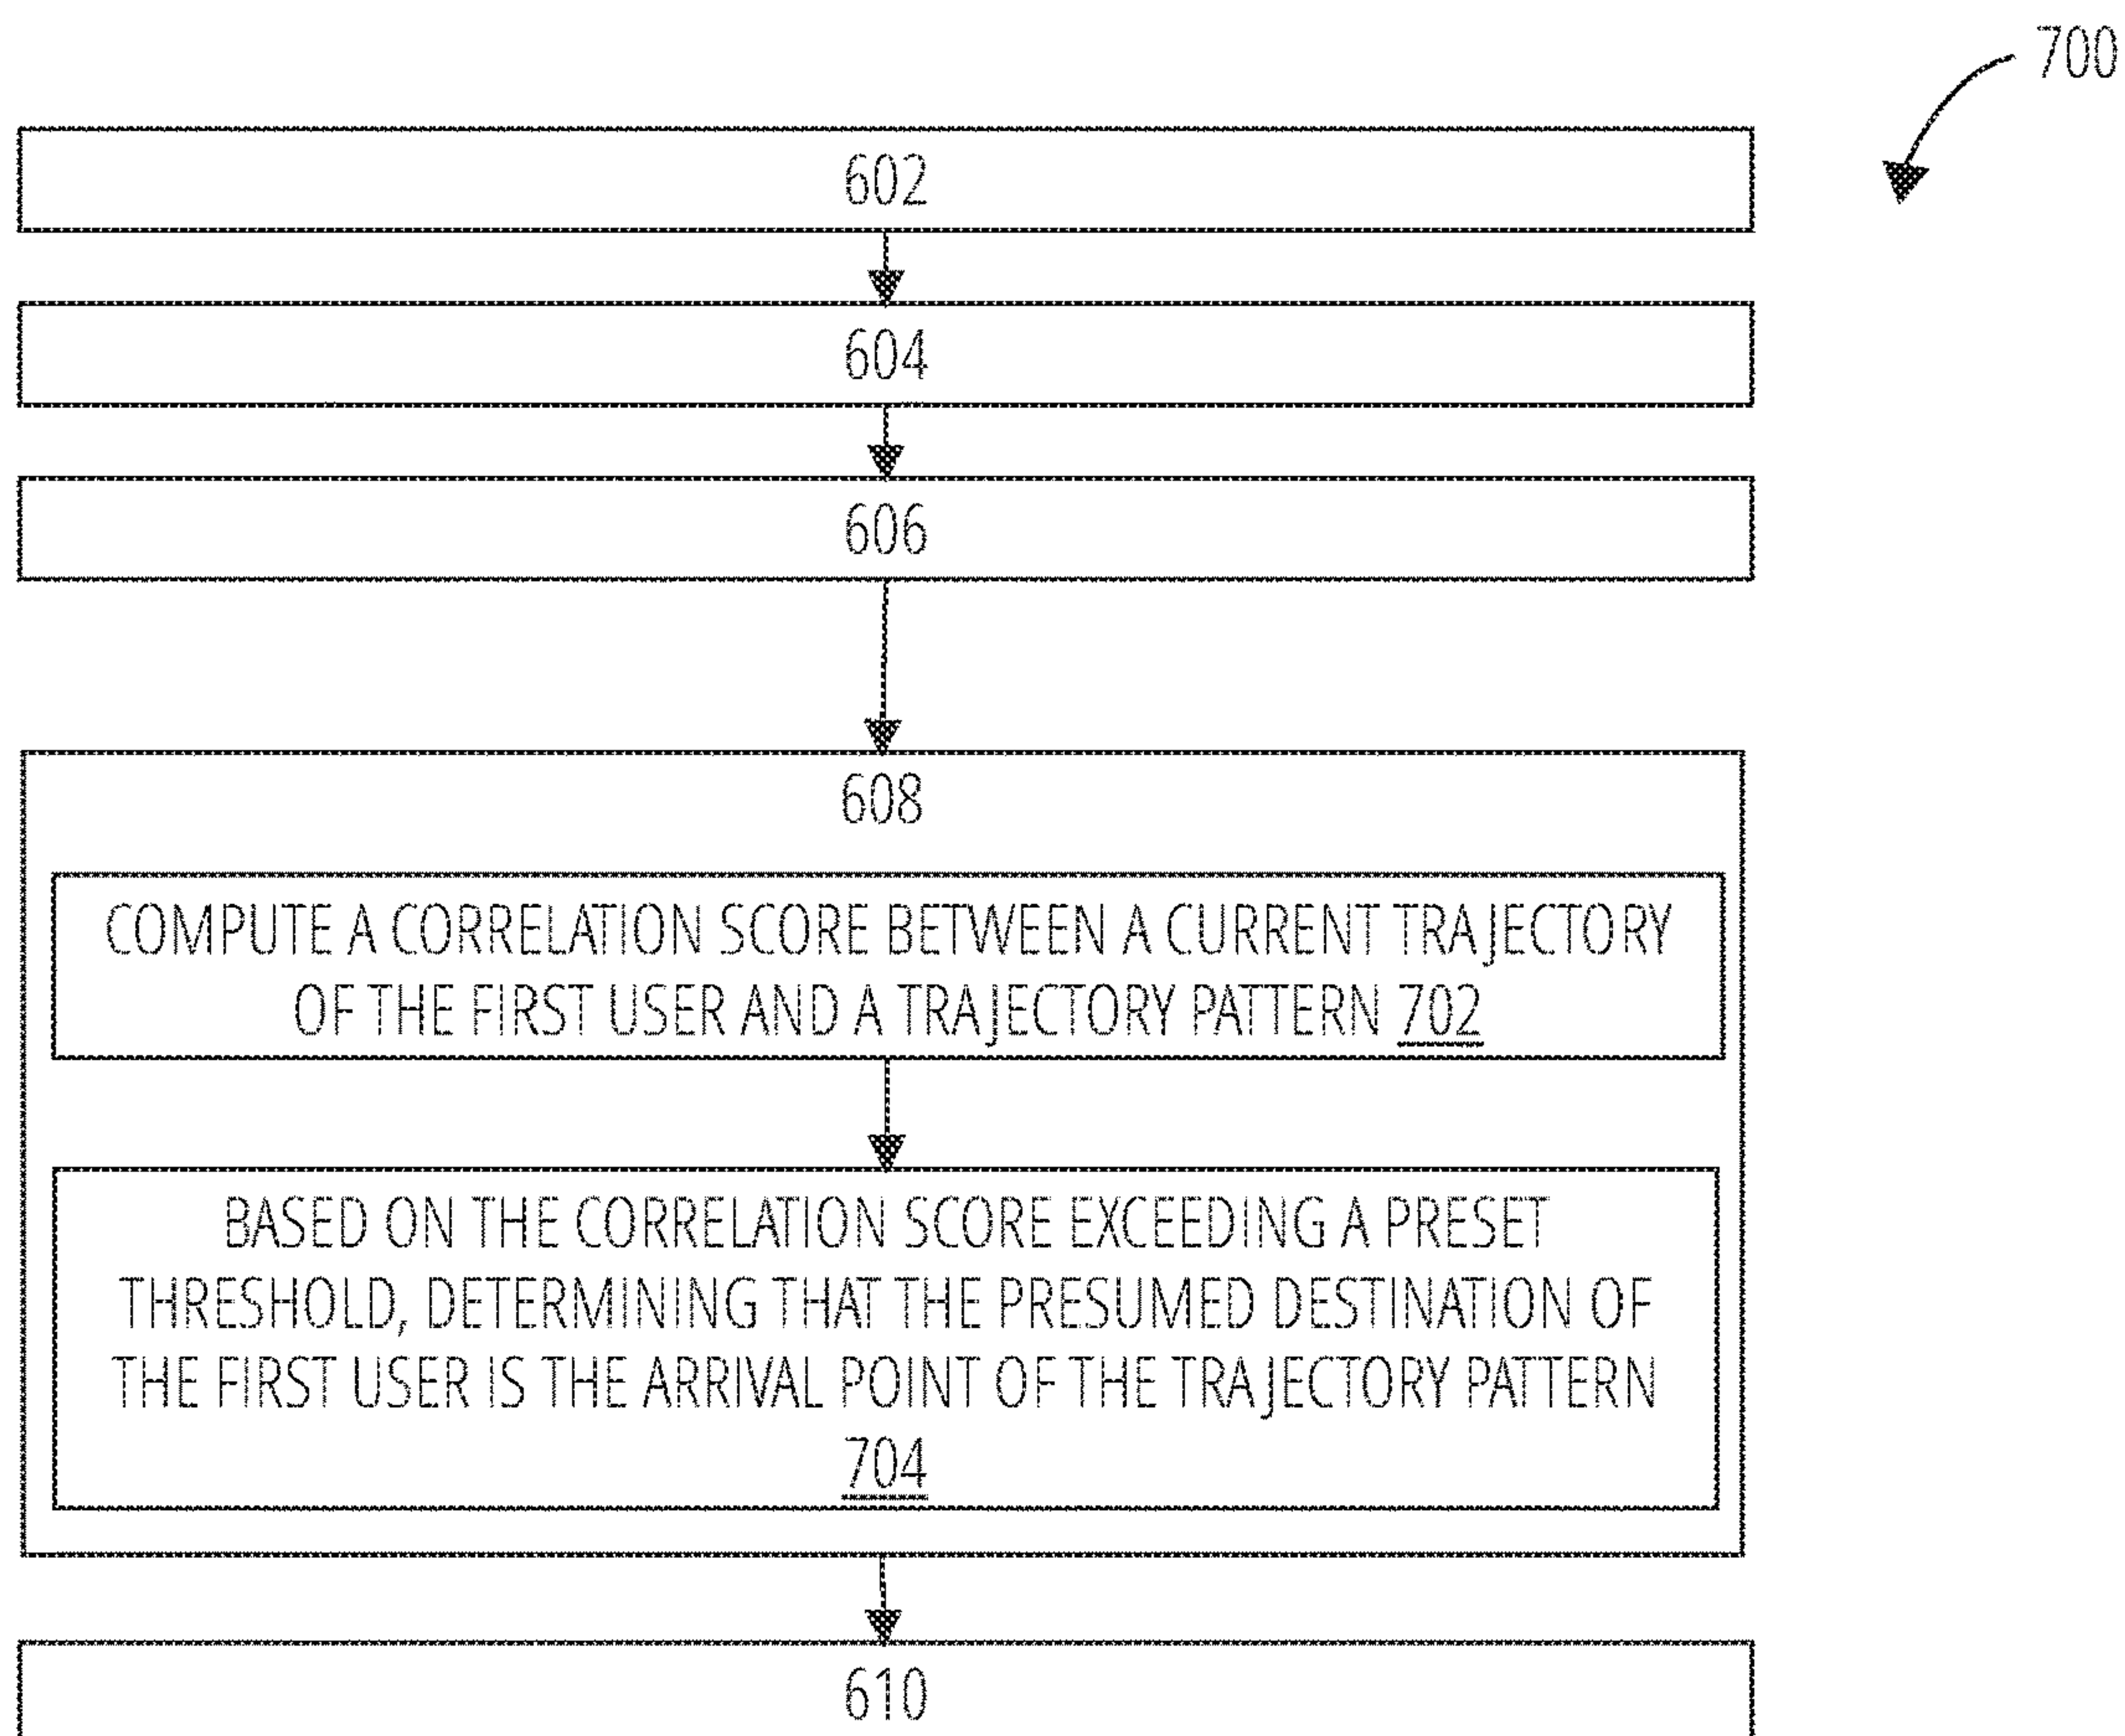 700
602
604
606
608
COMPUTE A CORRELATION SCORE BETWEEN A CURRENT TRAJECTORY
OF THE FIRST USER AND A TRAJECTORY PATTERN 702
BASED ON THE CORRELATION SCORE EXCEEDING A PRESET
THRESHOLD, DETERMINING THAT THE PRESUMED DESTINATION OF
THE FIRST USER IS THE ARRIVAL POINT OF THE TRAJECTORY PATTERN
704
610